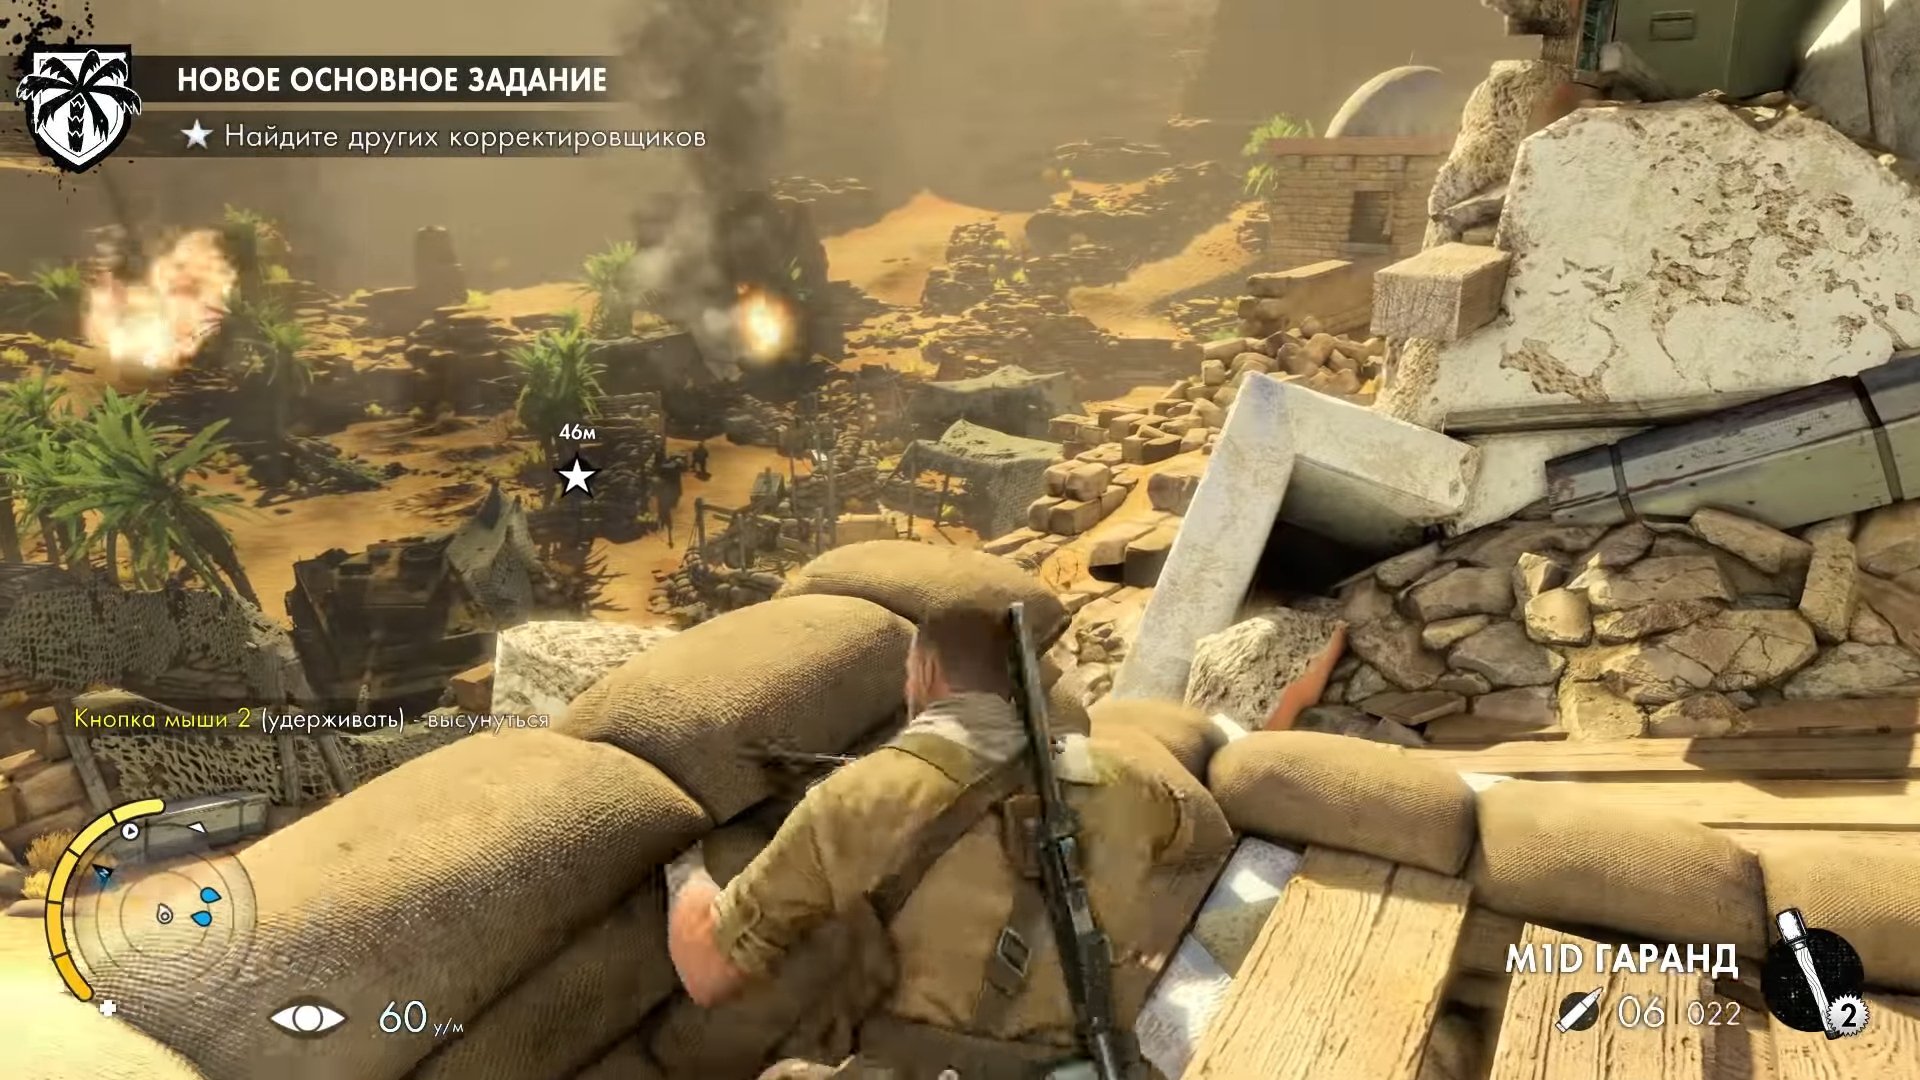 НОВОЕ ОСНОВНОЕ ЗАДАНИЕ
Найдите других корректировщиков
46м
Кнопка мыши 2 (удерживать) - высунуться
N
60 у/м
M1D ГАРАНД
06 022
2